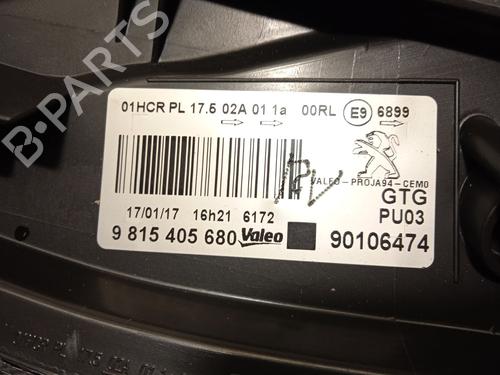 B-PARTS
01HCR PL 17.5 02A 01 1a 00RL E9 6899
VALEO-PROJA94-CEMO
GTG
PU03
17/01/17 16h21 6172
9 815 405 680 Valeo 90106474